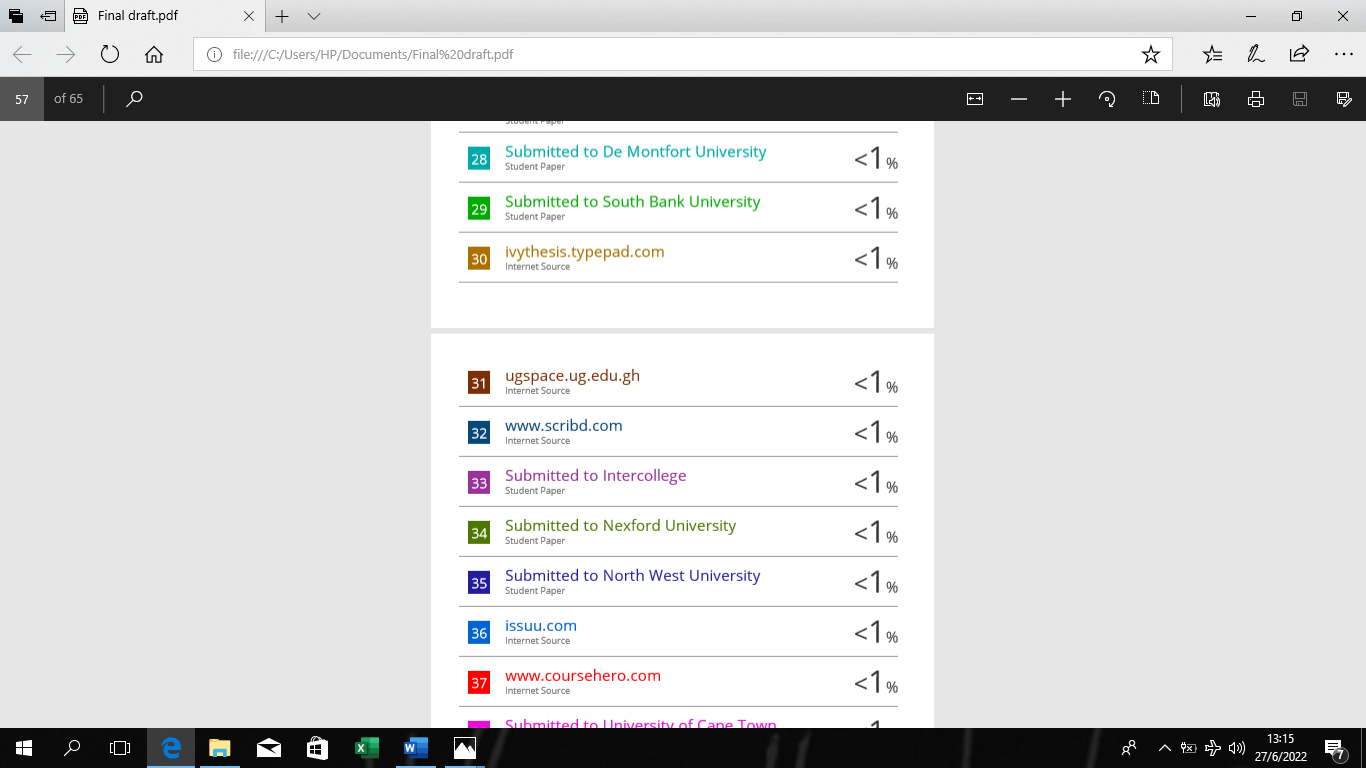 Final draft.pdf
file:///C:/Users/HP/Documents/Final%20draft.pdf
57 of 65
Student Paper
28 Submitted to De Montfort University <1%
Student Paper
29 Submitted to South Bank University <1%
Student Paper
30 ivythesis.typepad.com <1%
Internet Source
31 ugspace.ug.edu.gh <1%
Internet Source
32 www.scribd.com <1%
Internet Source
33 Submitted to Intercollege <1%
Student Paper
34 Submitted to Nexford University <1%
Student Paper
35 Submitted to North West University <1%
Student Paper
36 issuu.com <1%
Internet Source
37 www.coursehero.com <1%
Internet Source
Submitted to University of Cape Town
13:15
27/6/2022
7